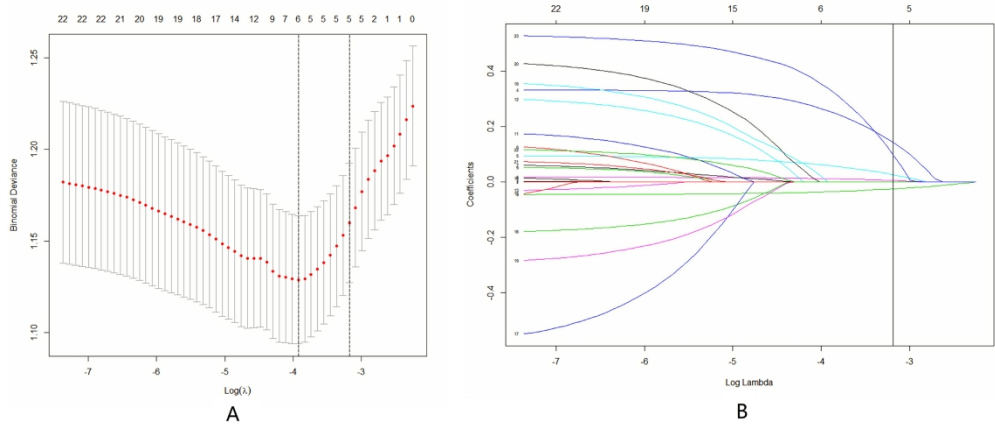 22 22 22 21 20 19 19 18 17 14 12 9 7 6 5 5 5 5 2 1 1 0
Binomial Deviance
1.25
1.20
1.15
1.10
-7 -6 -5 -4 -3
Log(λ)
A
22 19 15 6 5
Coefficients
0.4
0.2
0.0
-0.2
-0.4
17
-7 -6 -5 -4 -3
Log Lambda
B